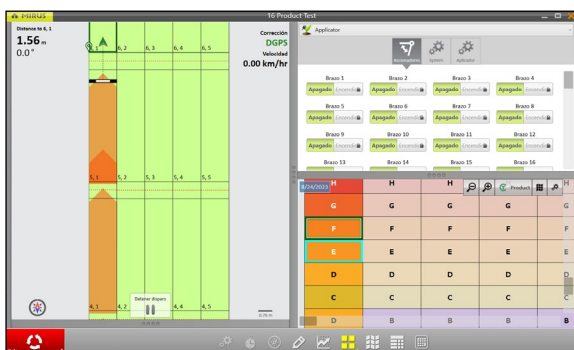 MIRUS
16 Product Test
Distance to 6, 1
1.56 m
0.0°
Corrección
DGPS
Velocidad
0.00 km/hr
6, 1
6, 2
6, 3
6, 4
6, 5
5, 1
5, 2
5, 3
5, 4
5, 5
4, 1
4, 2
4, 4
4, 5
Detener disparo
0.76 m
Applicator
Accionadores
System
Aplicador
Brazo 1
Brazo 2
Brazo 3
Brazo 4
Apagado Encendido
Apagado Encendido
Apagado Encendido
Apagado Encendido
Brazo 5
Brazo 6
Brazo 7
Brazo 8
Apagado Encendido
Apagado Encendido
Apagado Encendido
Apagado Encendido
Brazo 9
Brazo 10
Brazo 11
Brazo 12
Apagado Encendido
Apagado Encendido
Apagado Encendido
Apagado Encendido
Brazo 13
Brazo 14
Brazo 15
Brazo 16
8/24/2023
Product
H H H
G G G G
F F F F
E E E E
D D D D
C C C C
D B B B